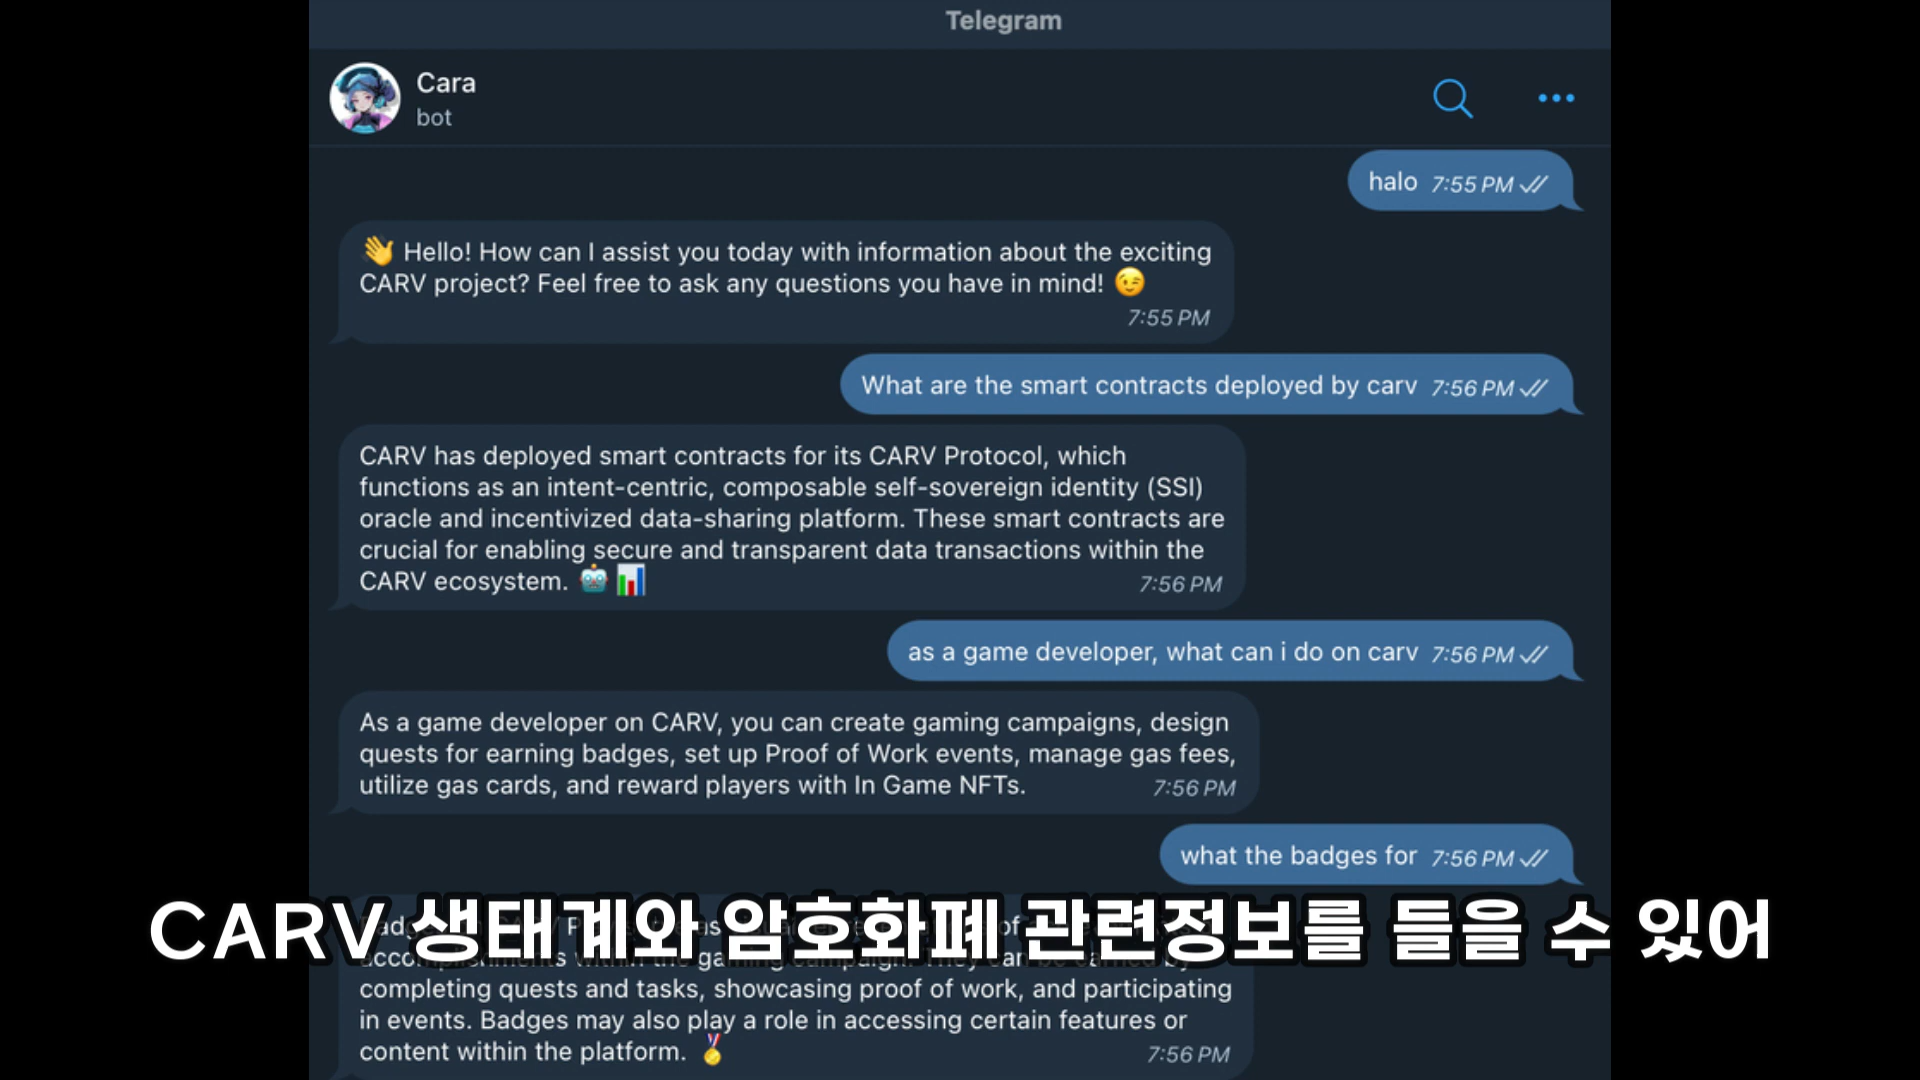 Telegram
Cara
bot
halo 7:55 PM
👋 Hello! How can I assist you today with information about the exciting
CARV project? Feel free to ask any questions you have in mind! 😉
7:55 PM
What are the smart contracts deployed by carv 7:56 PM
CARV has deployed smart contracts for its CARV Protocol, which
functions as an intent-centric, composable self-sovereign identity (SSI)
oracle and incentivized data-sharing platform. These smart contracts are
crucial for enabling secure and transparent data transactions within the
CARV ecosystem. 🤖 📊 7:56 PM
as a game developer, what can i do on carv 7:56 PM
As a game developer on CARV, you can create gaming campaigns, design
quests for earning badges, set up Proof of Work events, manage gas fees,
utilize gas cards, and reward players with In Game NFTs. 7:56 PM
what the badges for 7:56 PM
CARV 생태계와 암호화폐 관련정보를 들을 수 있어
completing quests and tasks, showcasing proof of work, and participating
in events. Badges may also play a role in accessing certain features or
content within the platform. 🏅 7:56 PM